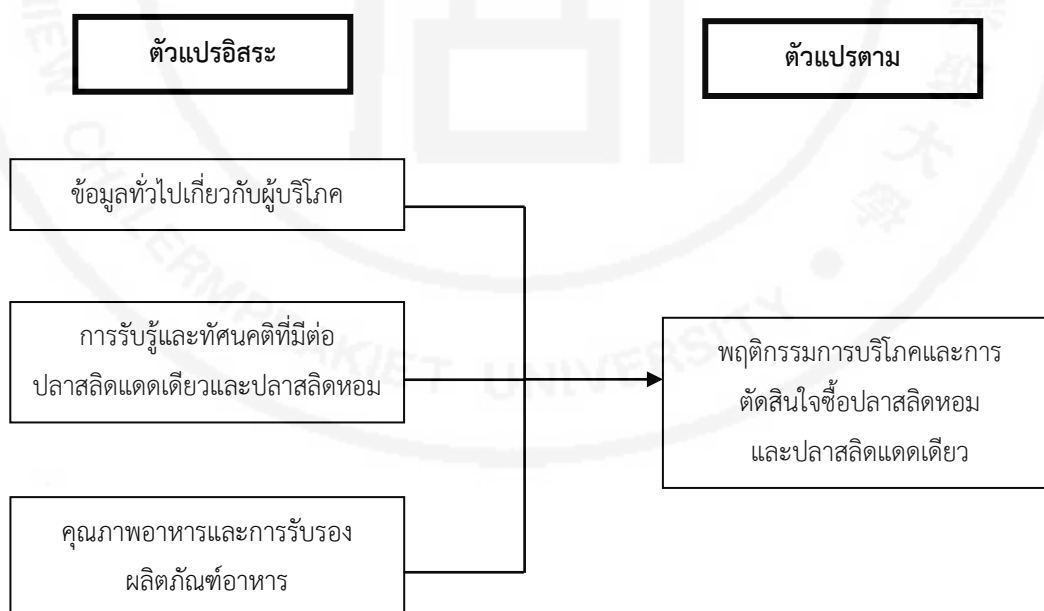 ตัวแปรอิสระ
ตัวแปรตาม
ข้อมูลทั่วไปเกี่ยวกับผู้บริโภค
การรับรู้และทัศนคติที่มีต่อ
ปลาสลิดแดดเดียวและปลาสลิดหอม
พฤติกรรมการบริโภคและการ
ตัดสินใจซื้อปลาสลิดหอม
และปลาสลิดแดดเดียว
คุณภาพอาหารและการรับรอง
ผลิตภัณฑ์อาหาร
CH
LERMPRAKIET UNIVERSITY
大學